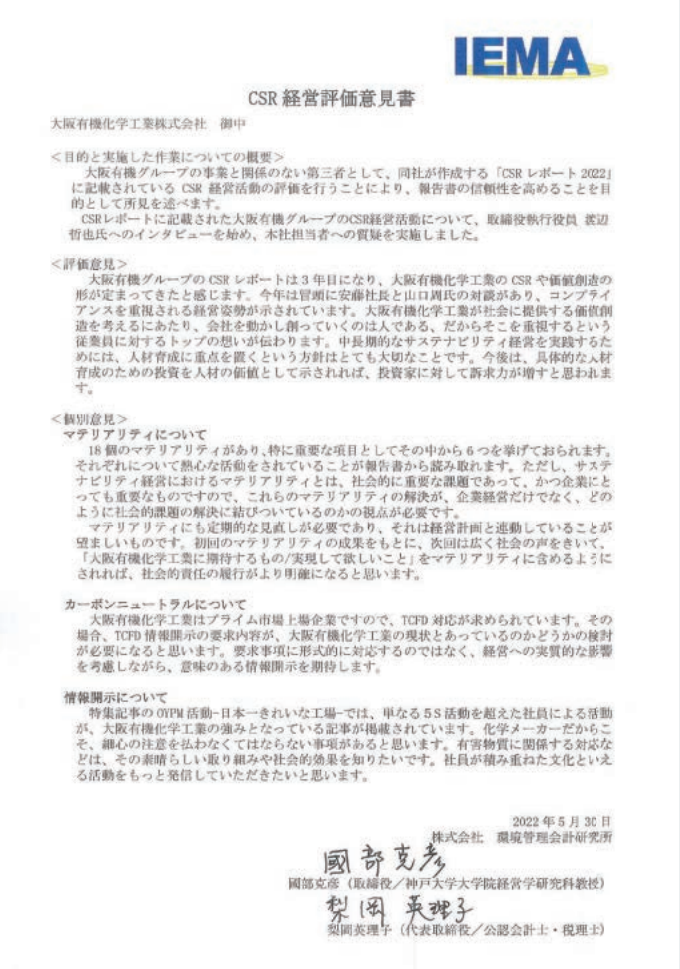 IEMA
CSR 経営評価意見書
大阪有機化学工業株式会社　御中
＜目的と実施した作業についての概要＞
大阪有機グループの事業と関係のない第三者として、同社が作成する「CSR レポート 2022」
に記載されている CSR 経営活動の評価を行うことにより、報告書の信頼性を高めることを目
的として所見を述べます。
CSRレポートに記載された大阪有機グループのCSR経営活動について、取締役執行役員 渡辺
哲也氏へのインタビューを始め、本社担当者への質疑を実施しました。
＜評価意見＞
大阪有機グループの CSR レポートは 3 年目になり、大阪有機化学工業の CSR や価値創造の
形が定まってきたと感じます。今年は冒頭に安藤社長と山口周氏の対談があり、コンプライ
アンスを重視される経営姿勢が示されています。大阪有機化学工業が社会に提供する価値創
造を考えるにあたり、会社を動かし創っていくのは人である、だからそこを重視するという
従業員に対するトップの想いが伝わります。中長期的なサステナビリティ経営を実践するた
めには、人材育成に重点を置くという方針はとても大切なことです。今後は、具体的な人材
育成のための投資を人材の価値として示されれば、投資家に対して訴求力が増すと思われま
す。
＜個別意見＞
マテリアリティについて
18 個のマテリアリティがあり、特に重要な項目としてその中から 6 つを挙げておられます。
それぞれについて熱心な活動をされていることが報告書から読み取れます。ただし、サステ
ナビリティ経営におけるマテリアリティとは、社会的に重要な課題であって、かつ企業にと
っても重要なものですので、これらのマテリアリティの解決が、企業経営だけでなく、どの
ように社会的課題の解決に結びついているのかの視点が必要です。
マテリアリティにも定期的な見直しが必要であり、それは経営計画と連動していることが
望ましいものです。初回のマテリアリティの成果をもとに、次回は広く社会の声をきいて、
「大阪有機化学工業に期待するもの/実現して欲しいこと」をマテリアリティに含めるように
されれば、社会的責任の履行がより明確になると思います。
カーボンニュートラルについて
大阪有機化学工業はプライム市場上場企業ですので、TCFD 対応が求められています。その
場合、TCFD 情報開示の要求内容が、大阪有機化学工業の現状とあっているのかどうかの検討
が必要になると思います。要求事項に形式的に対応するのではなく、経営への実質的な影響
を考慮しながら、意味のある情報開示を期待します。
情報開示について
特集記事の OYPM 活動-日本一きれいな工場-では、単なる 5S 活動を超えた社員による活動
が、大阪有機化学工業の強みとなっている記事が掲載されています。化学メーカーだからこ
そ、細心の注意を払わなくてはならない事項があると思います。有害物質に関係する対応な
どは、その素晴らしい取り組みや社会的効果を知りたいです。社員が積み重ねた文化といえ
る活動をもっと発信していただきたいと思います。
2022 年 5 月 30 日
株式会社　環境管理会計研究所
國部克彦
國部克彦（取締役／神戸大学大学院経営学研究科教授）
梨岡 英理子
梨岡英理子（代表取締役／公認会計士・税理士）